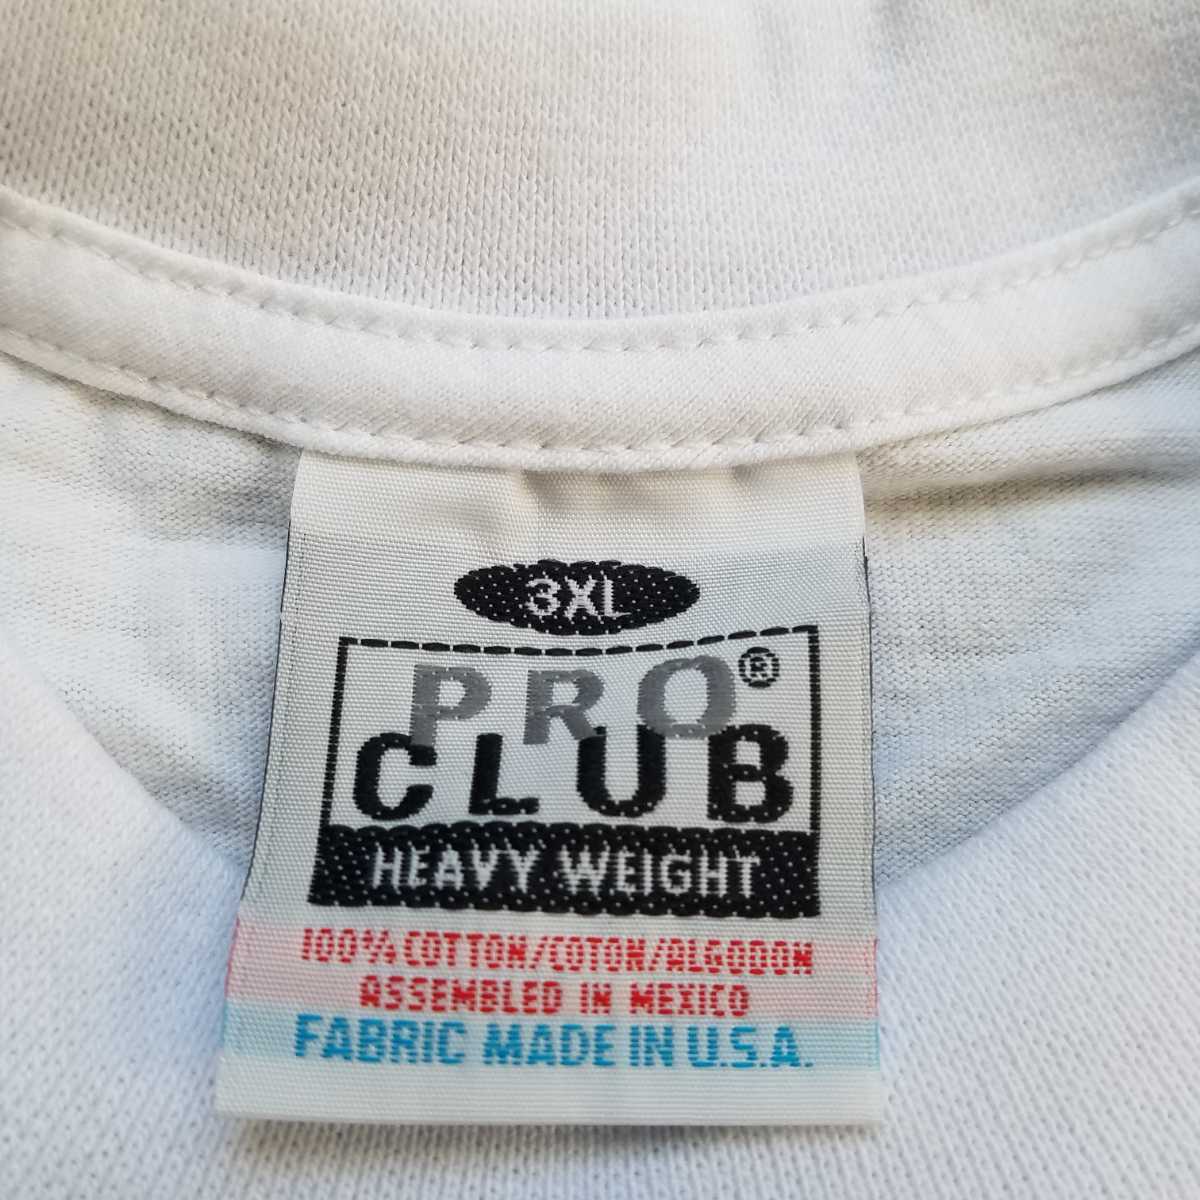 3XL
PRO®
CLUB
HEAVY WEIGHT
100% COTTON/COTON/ALGODON
ASSEMBLED IN MEXICO
FABRIC MADE IN U.S.A.